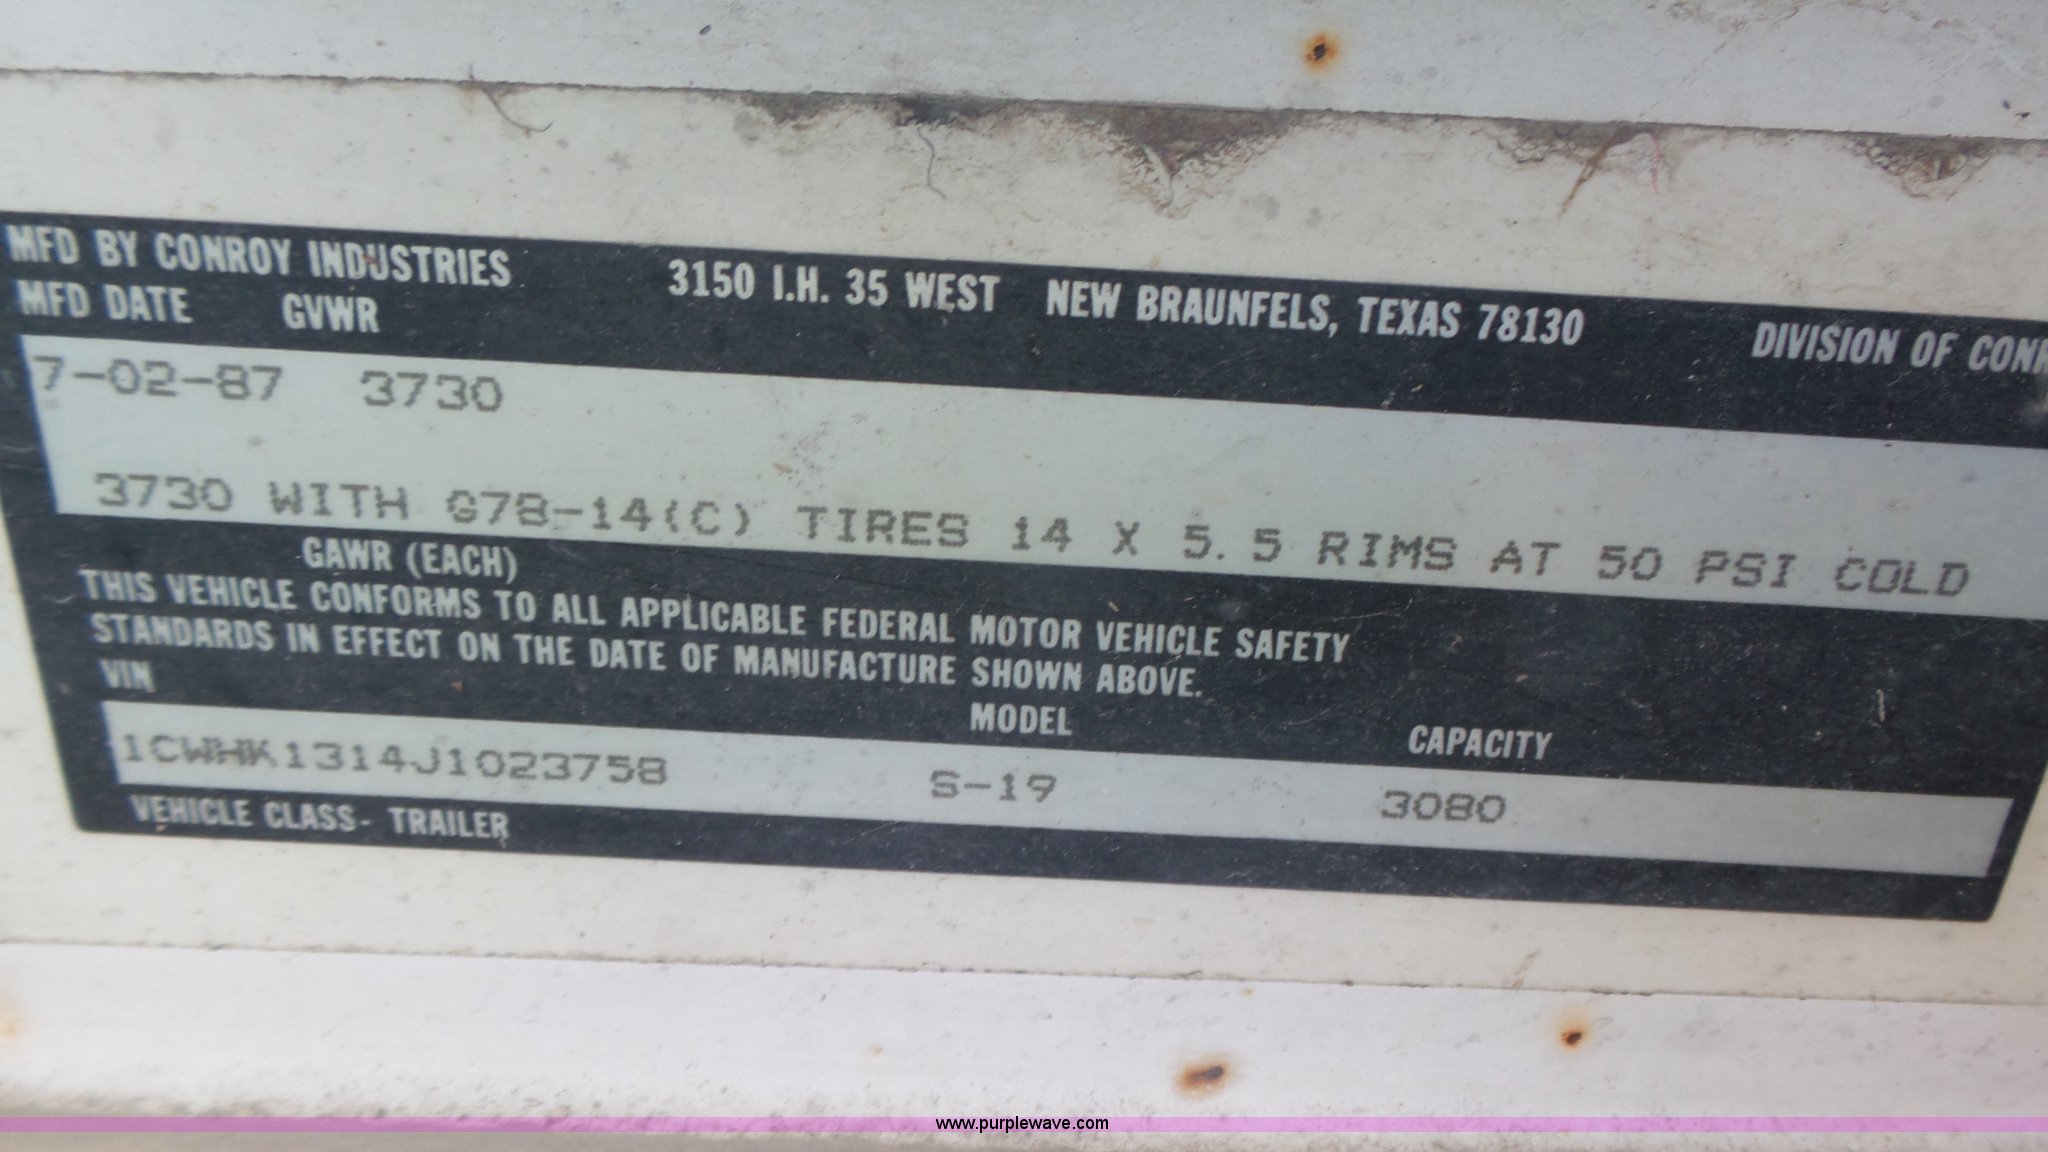 MFD BY CONROY INDUSTRIES 3150 I.H. 35 WEST NEW BRAUNFELS, TEXAS 78130 DIVISION OF
MFD DATE GVWR
7-02-87 3730
3730 WITH G78-14(C) TIRES 14 X 5.5 RIMS AT 50 PSI COLD
GAWR (EACH)
THIS VEHICLE CONFORMS TO ALL APPLICABLE FEDERAL MOTOR VEHICLE SAFETY
STANDARDS IN EFFECT ON THE DATE OF MANUFACTURE SHOWN ABOVE.
VIN MODEL CAPACITY
1CWHK1314J1023758 S-19 3080
VEHICLE CLASS- TRAILER
www.purplewave.com